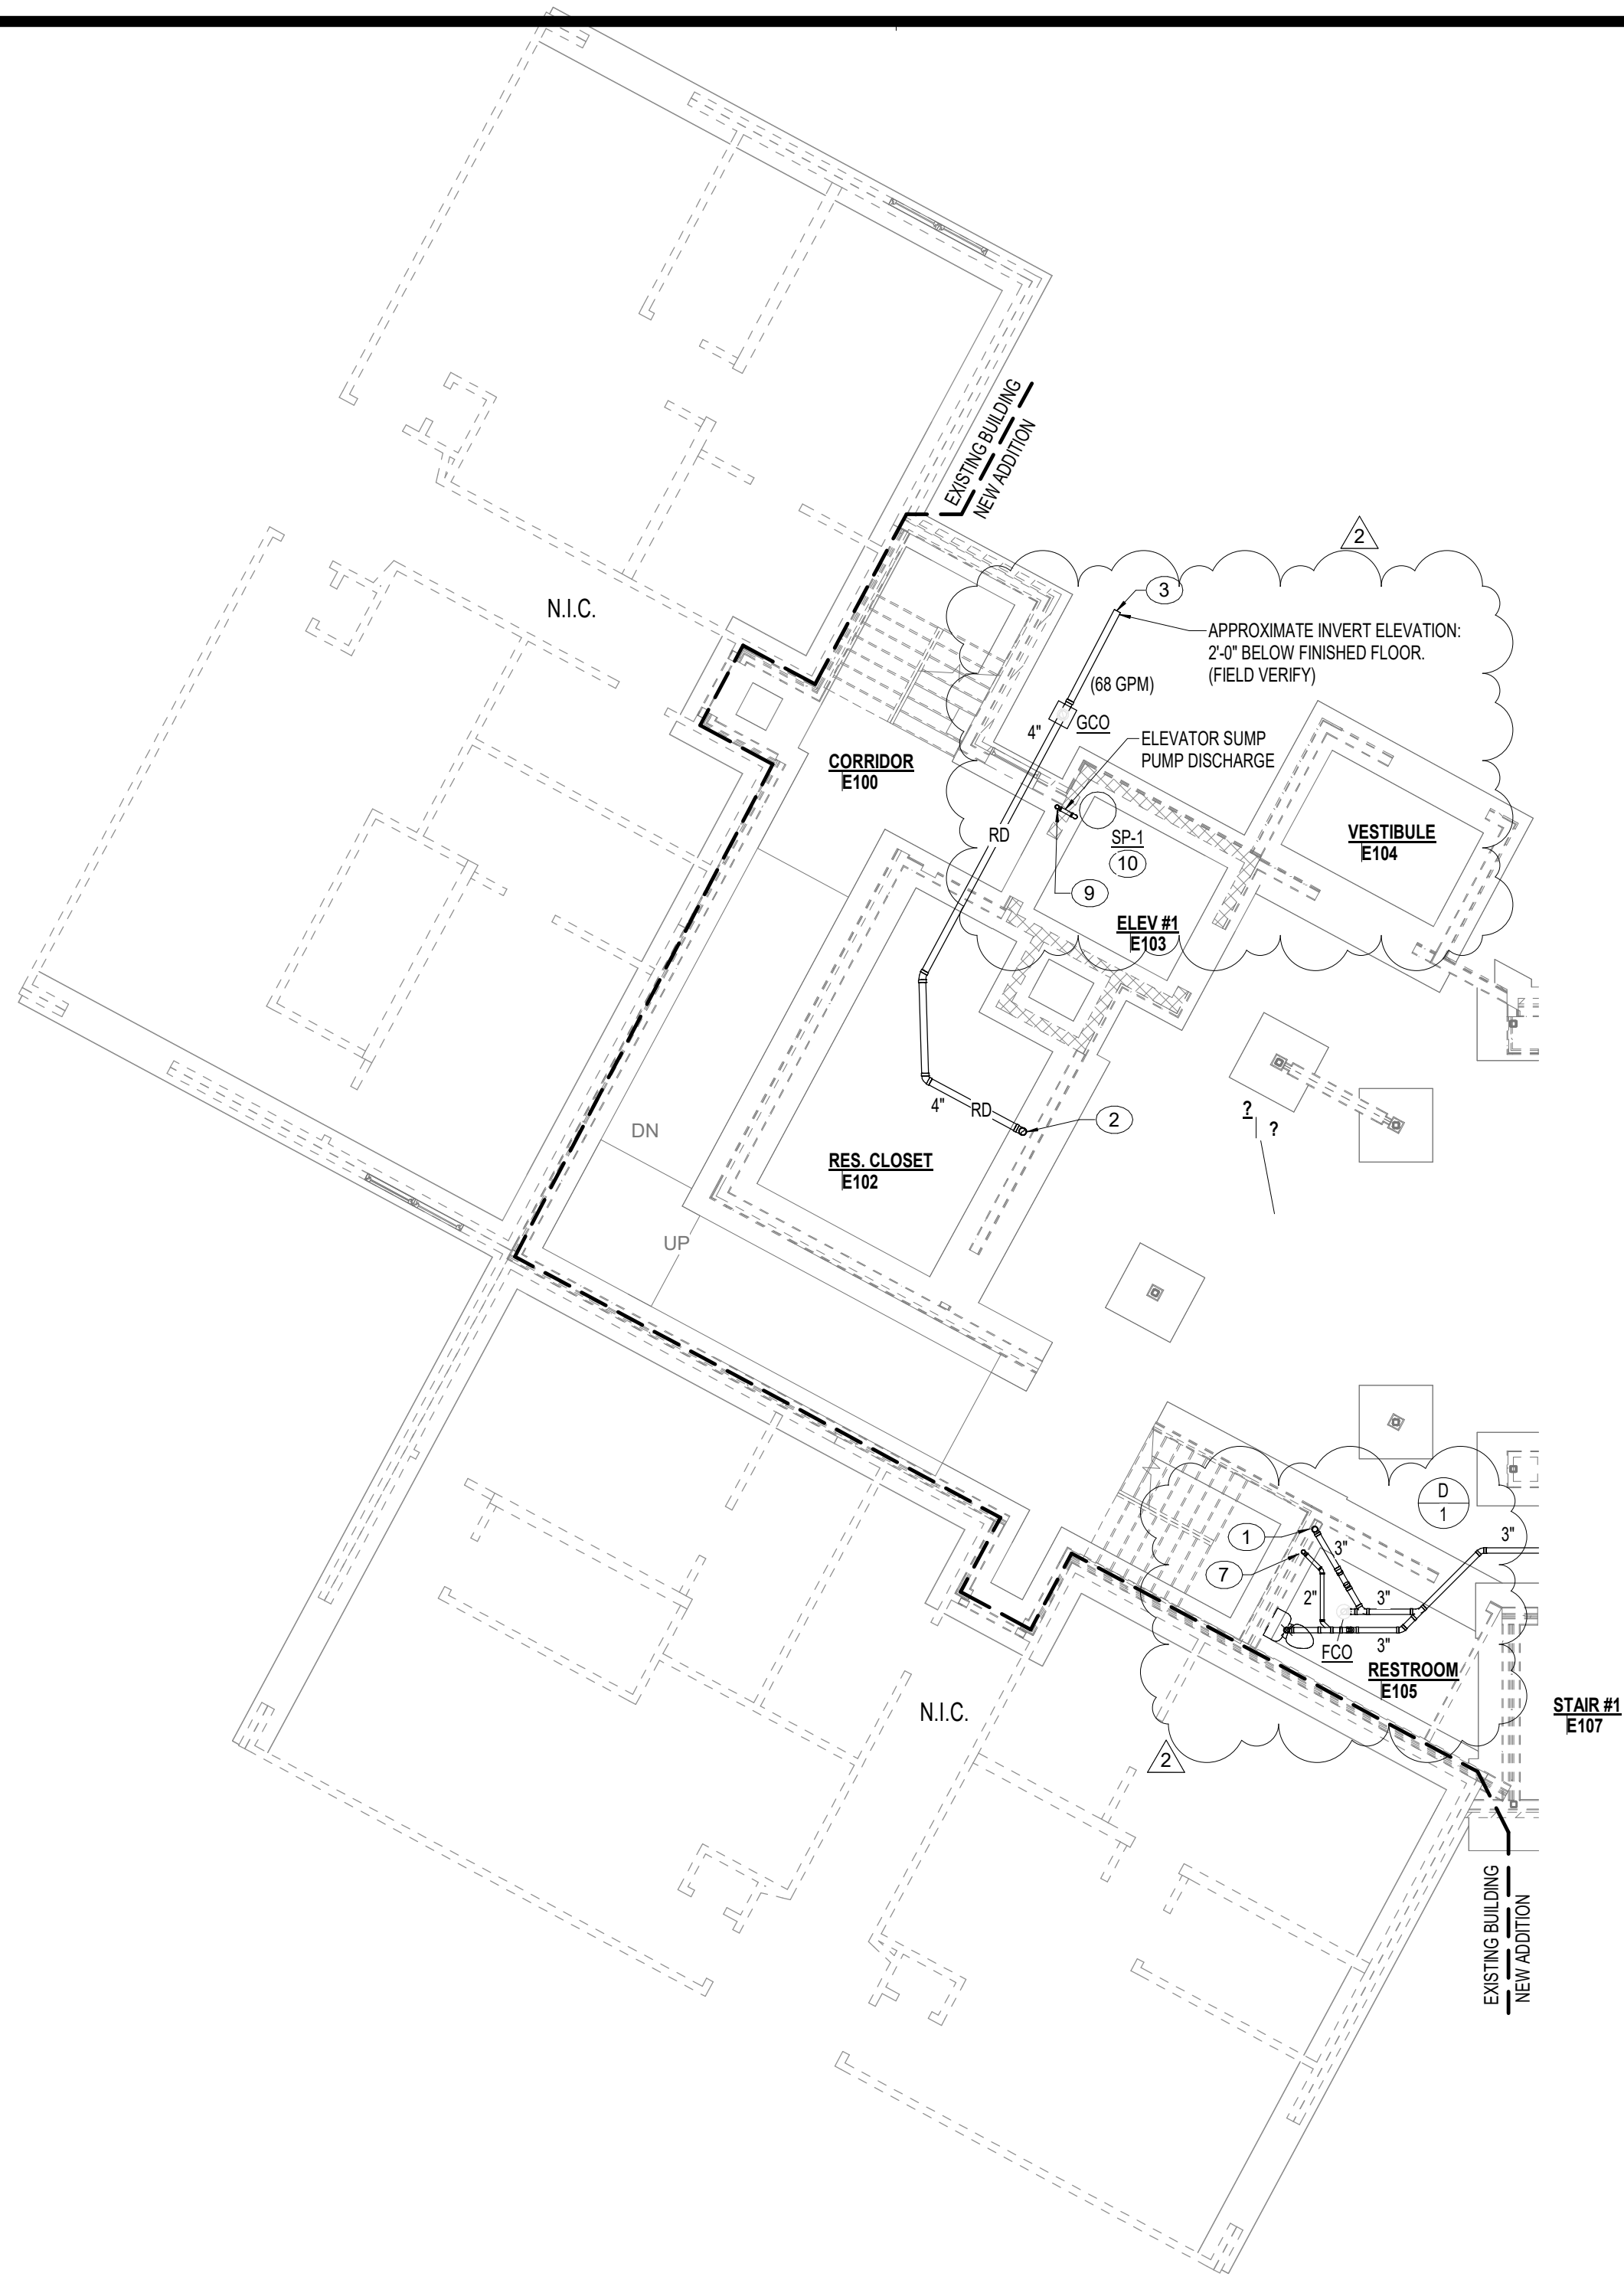 EXISTING BUILDING
NEW ADDITION
2
N.I.C.
3
APPROXIMATE INVERT ELEVATION:
2'-0" BELOW FINISHED FLOOR.
(FIELD VERIFY)
(68 GPM)
GCO
4"
ELEVATOR SUMP
PUMP DISCHARGE
CORRIDOR
E100
RD
SP-1
10
VESTIBULE
E104
9
ELEV #1
E103
4"
RD
2
?
?
DN
RES. CLOSET
E102
UP
D
1
1
3"
3"
7
2"
3"
FCO
3"
RESTROOM
E105
STAIR #1
E107
N.I.C.
2
EXISTING BUILDING
NEW ADDITION